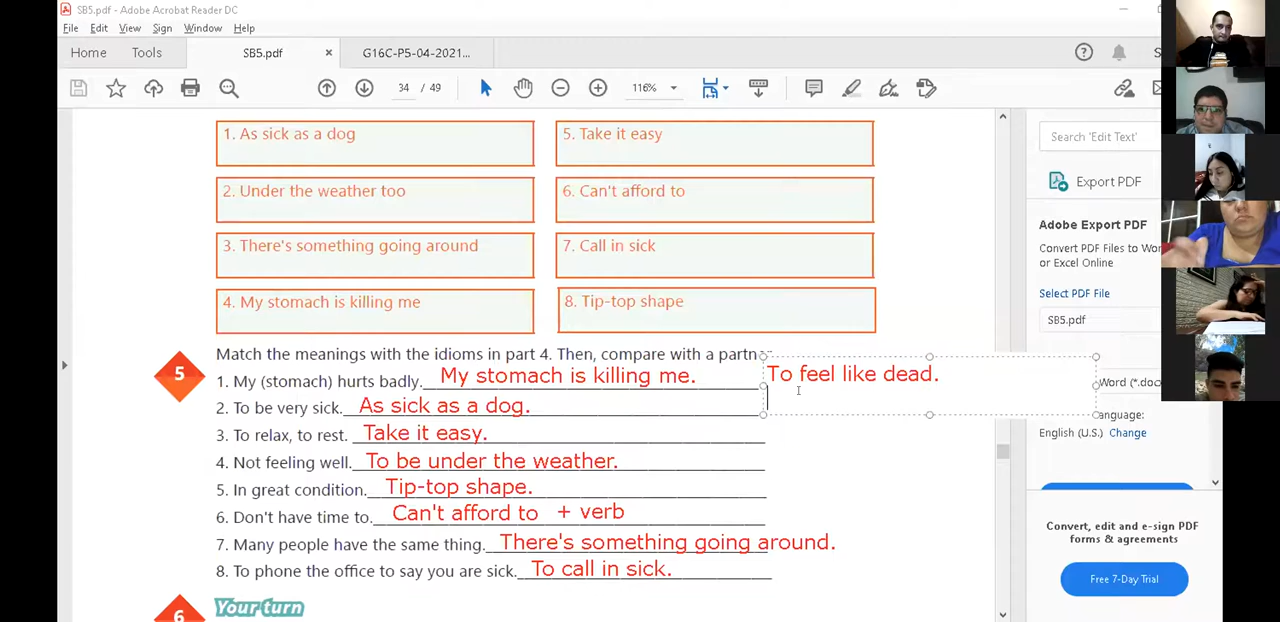 SB5.pdf - Adobe Acrobat Reader DC
File Edit View Sign Window Help
Home Tools SB5.pdf × G16C-P5-04-2021... ?
34 / 49 116%
1. As sick as a dog
5. Take it easy
2. Under the weather too
6. Can't afford to
3. There's something going around
7. Call in sick
4. My stomach is killing me
8. Tip-top shape
5
Match the meanings with the idioms in part 4. Then, compare with a partn
1. My (stomach) hurts badly. My stomach is killing me. To feel like dead.
2. To be very sick. As sick as a dog.
3. To relax, to rest. Take it easy.
4. Not feeling well. To be under the weather.
5. In great condition. Tip-top shape.
6. Don't have time to. Can't afford to + verb
7. Many people have the same thing. There's something going around.
8. To phone the office to say you are sick. To call in sick.
6
Your turn
Search 'Edit Text'
Export PDF
Adobe Export PDF
Convert PDF Files to Wor
or Excel Online
Select PDF File
SB5.pdf
Word (*.doc
anguage:
English (U.S.) Change
Convert, edit and e-sign PDF
forms & agreements
Free 7-Day Trial